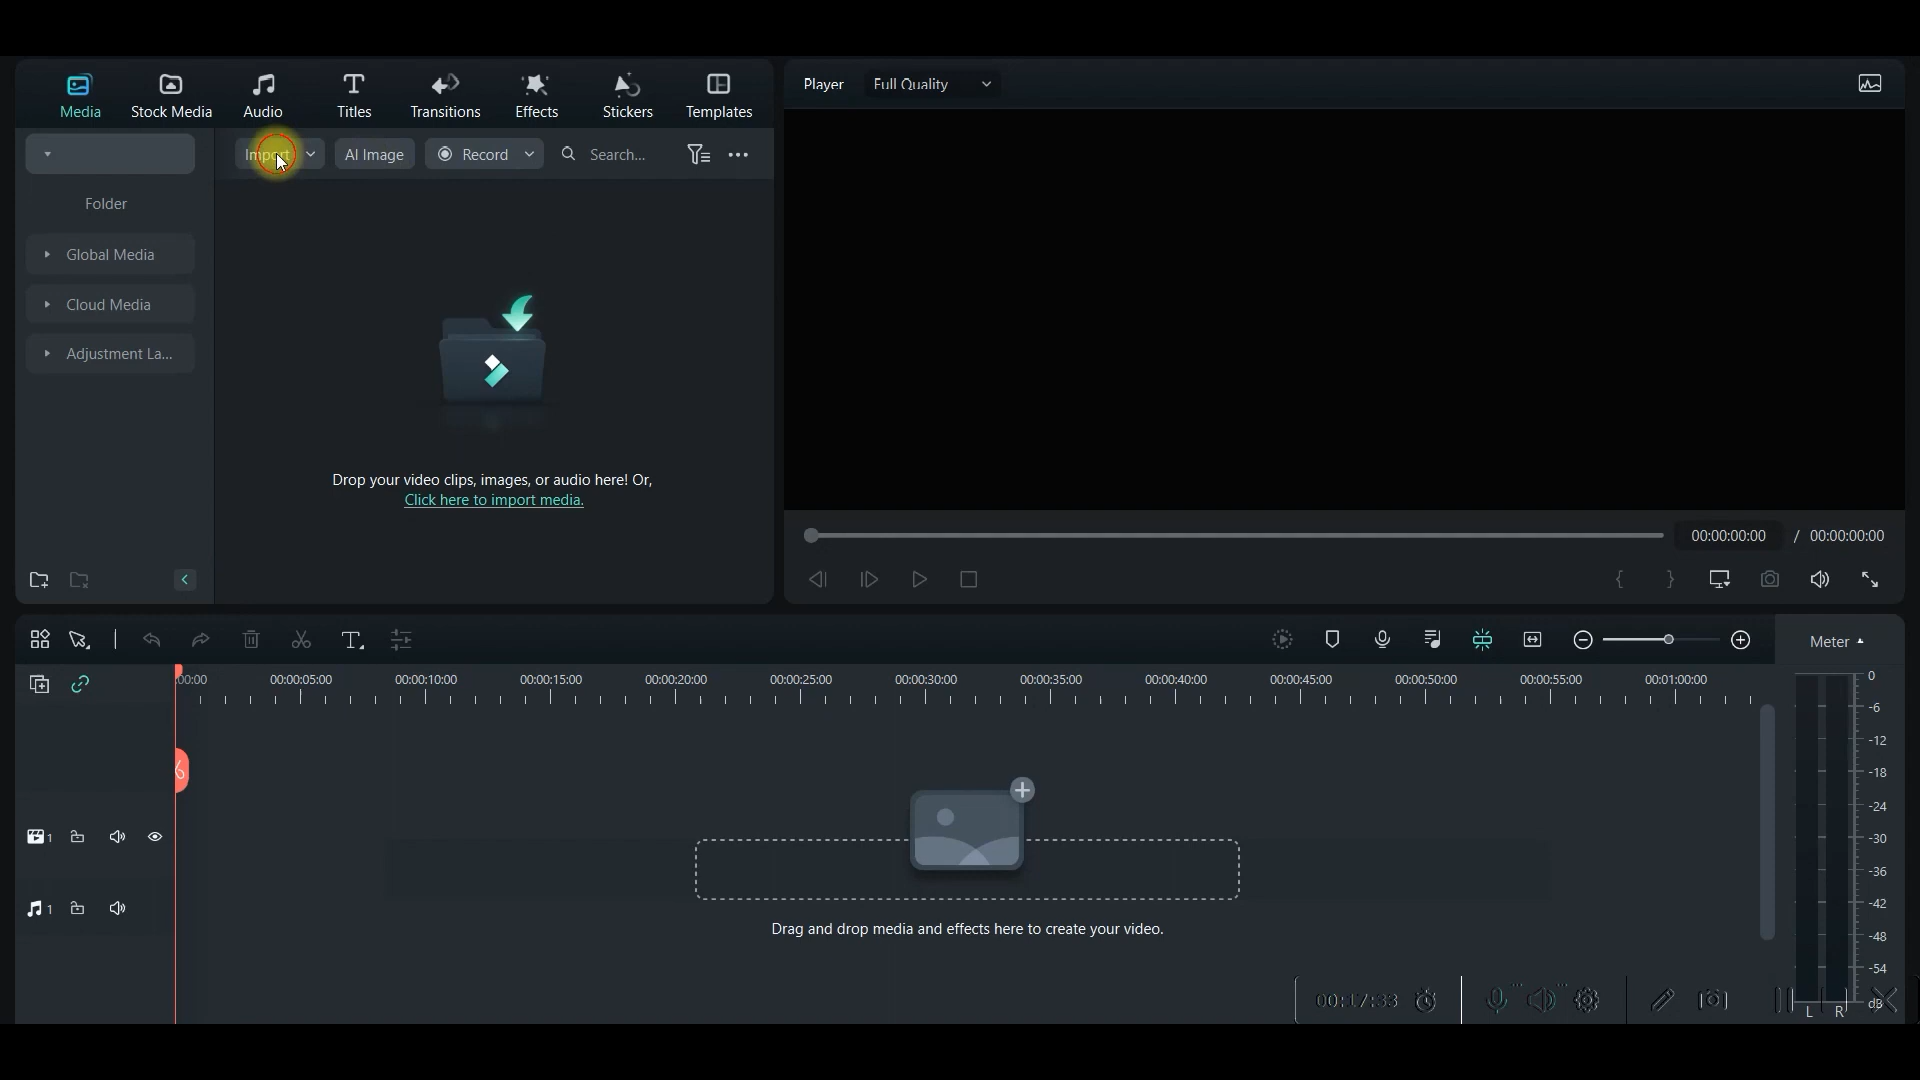 Media
Stock Media
Audio
Titles
Transitions
Effects
Stickers
Templates
Player
Full Quality
Import
AI Image
Record
Search...
Folder
Global Media
Cloud Media
Adjustment La...
Drop your video clips, images, or audio here! Or,
Click here to import media.
00:00:00:00 / 00:00:00:00
Meter
:00:00 00:00:05:00 00:00:10:00 00:00:15:00 00:00:20:00 00:00:25:00 00:00:30:00 00:00:35:00 00:00:40:00 00:00:45:00 00:00:50:00 00:00:55:00 00:01:00:00
0
-6
-12
-18
-24
-30
-36
-42
-48
-54
dB
1
1
Drag and drop media and effects here to create your video.
00:17:33
L R